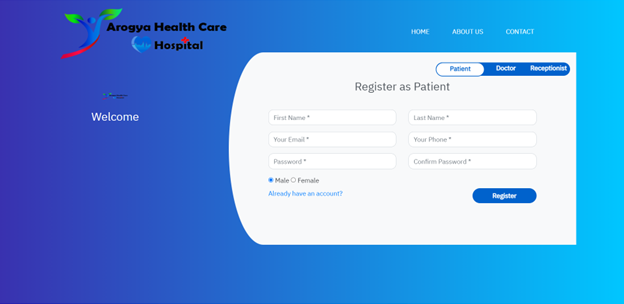 Arogya Health Care
Hospital
HOME ABOUT US CONTACT
Patient Doctor Receptionist
Register as Patient
Welcome
First Name * Last Name *
Your Email * Your Phone *
Password * Confirm Password *
Male Female
Already have an account?
Register